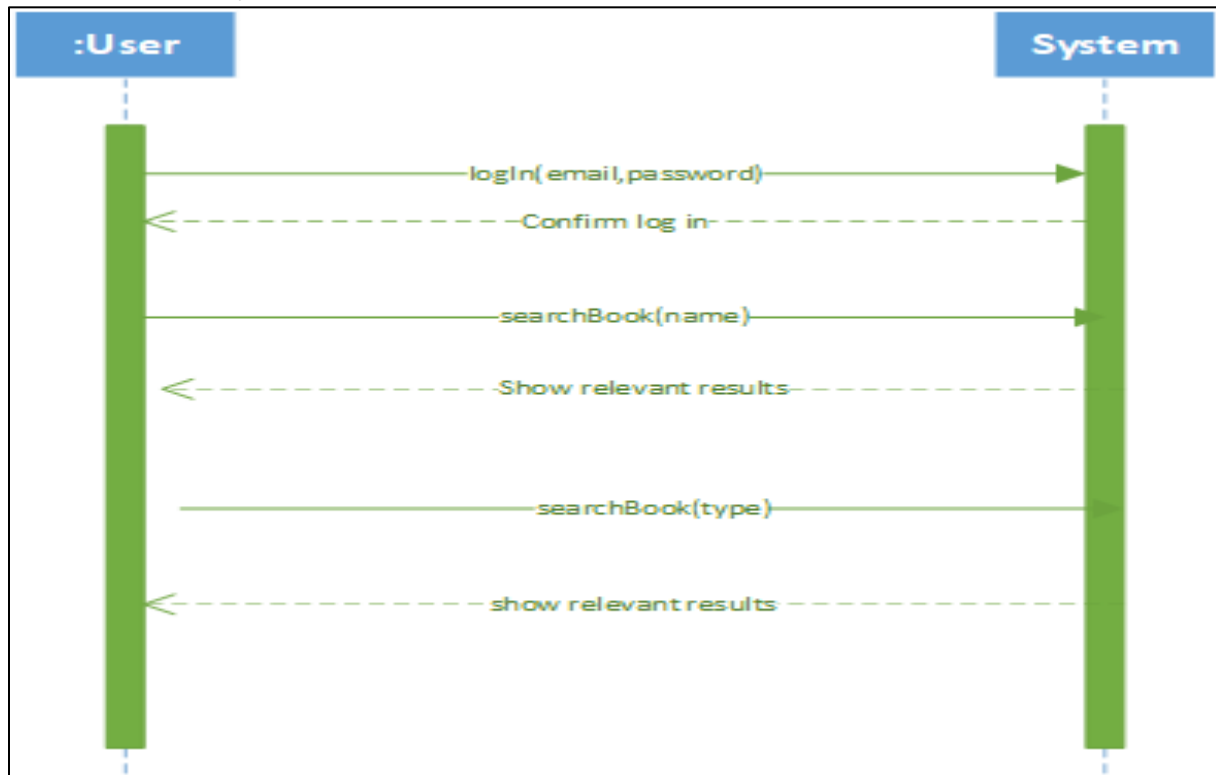 :User
System
logIn(email,password)
Confirm log in
searchBook(name)
Show relevant results
searchBook(type)
show relevant results